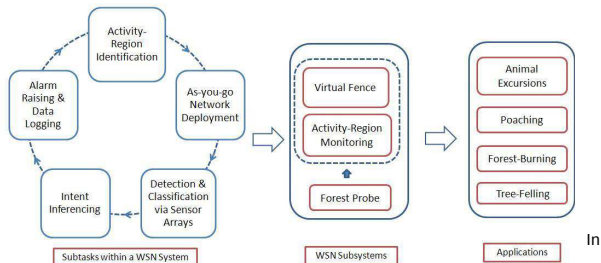 Activity-
Region
Identification
As-you-go
Network
Deployment
Detection &
Classification
via Sensor
Arrays
Intent
Inferencing
Alarm
Raising &
Data
Logging
Subtasks within a WSN System
Virtual Fence
Activity-Region
Monitoring
Forest Probe
WSN Subsystems
Animal
Excursions
Poaching
Forest-Burning
Tree-Felling
Applications
In